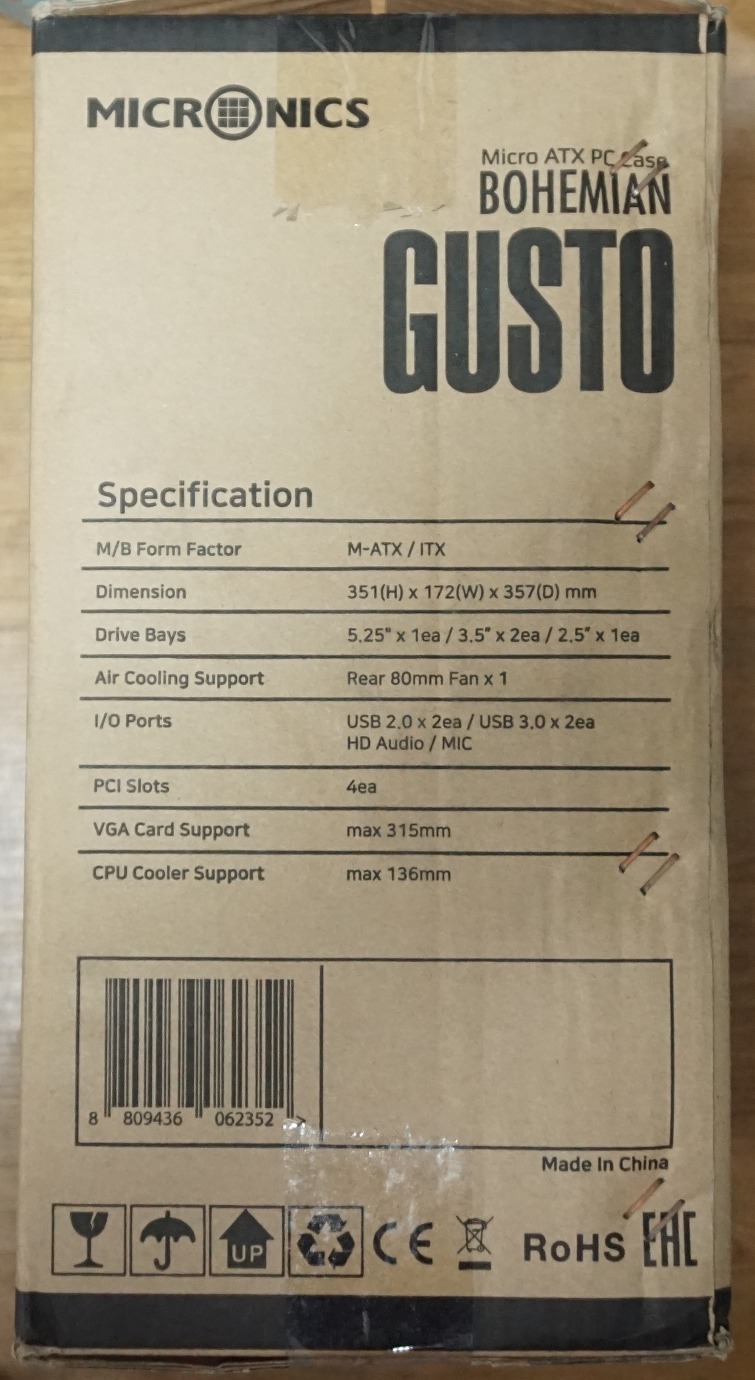 MICRONICS
Micro ATX PC Case
BOHEMIAN
GUSTO
Specification
M/B Form Factor M-ATX / ITX
Dimension 351(H) x 172(W) x 357(D) mm
Drive Bays 5.25" x 1ea / 3.5" x 2ea / 2.5" x 1ea
Air Cooling Support Rear 80mm Fan x 1
I/O Ports USB 2.0 x 2ea / USB 3.0 x 2ea
HD Audio / MIC
PCI Slots 4ea
VGA Card Support max 315mm
CPU Cooler Support max 136mm
8 809436 062352 >
Made In China
UP CE RoHS EAC